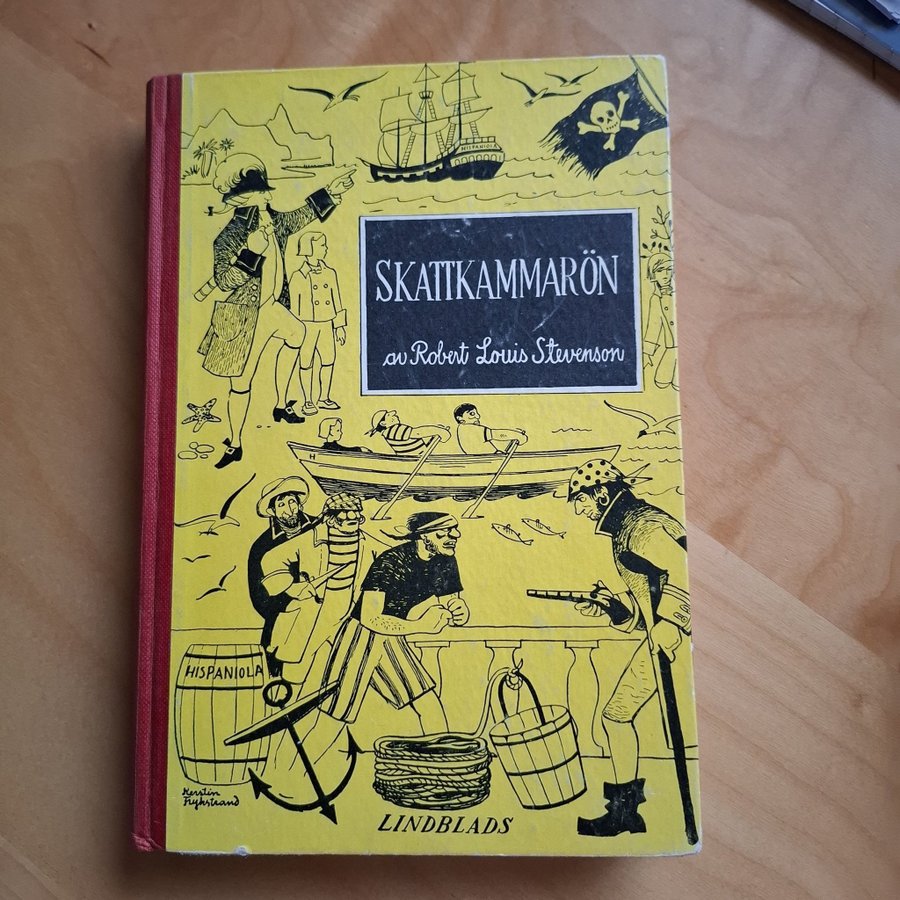 HISPANIOLA
SKATTKAMMARÖN
av Robert Louis Stevenson
H
HISPANIOLA
Kerstin
Frykstrand
LINDBLADS